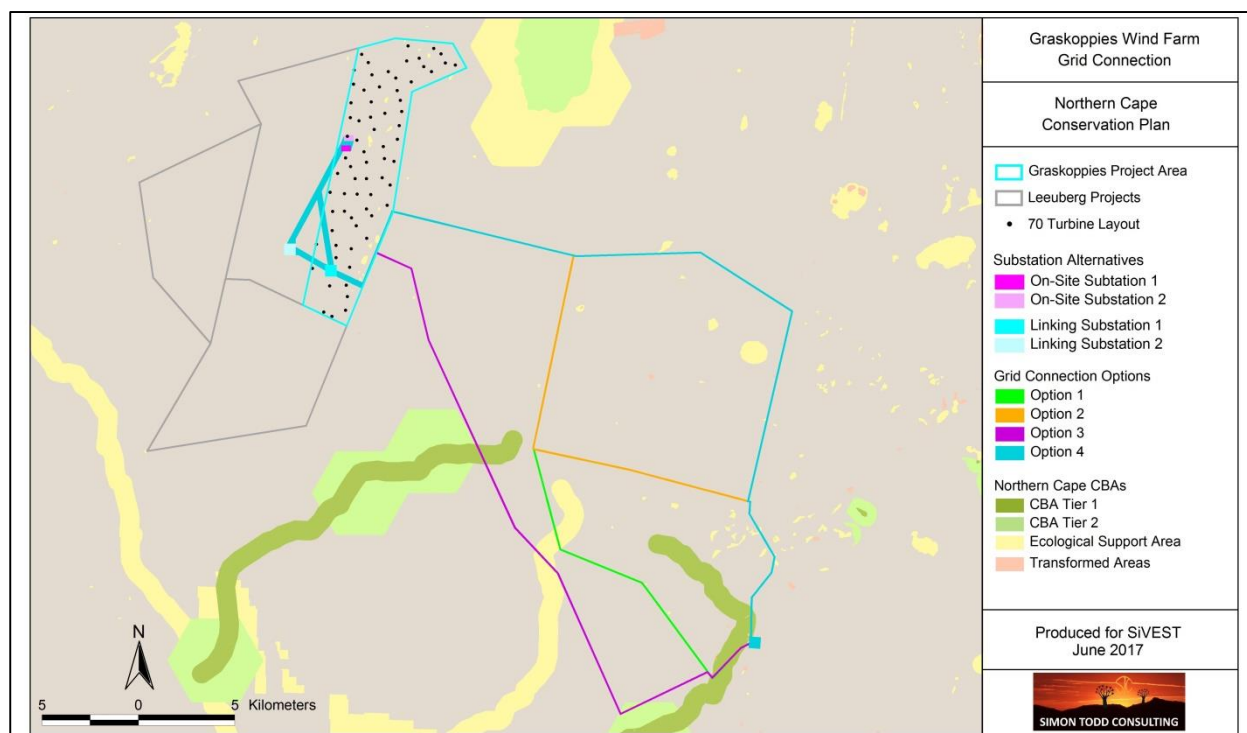 Graskoppies Wind Farm
Grid Connection
Northern Cape
Conservation Plan
Graskoppies Project Area
Leeuberg Projects
70 Turbine Layout
Substation Alternatives
On-Site Subtation 1
On-Site Substation 2
Linking Substation 1
Linking Substation 2
Grid Connection Options
Option 1
Option 2
Option 3
Option 4
Northern Cape CBAs
CBA Tier 1
CBA Tier 2
Ecological Support Area
Transformed Areas
Produced for SiVEST
June 2017
SIMON TODD CONSULTING
N
5 0 5 Kilometers